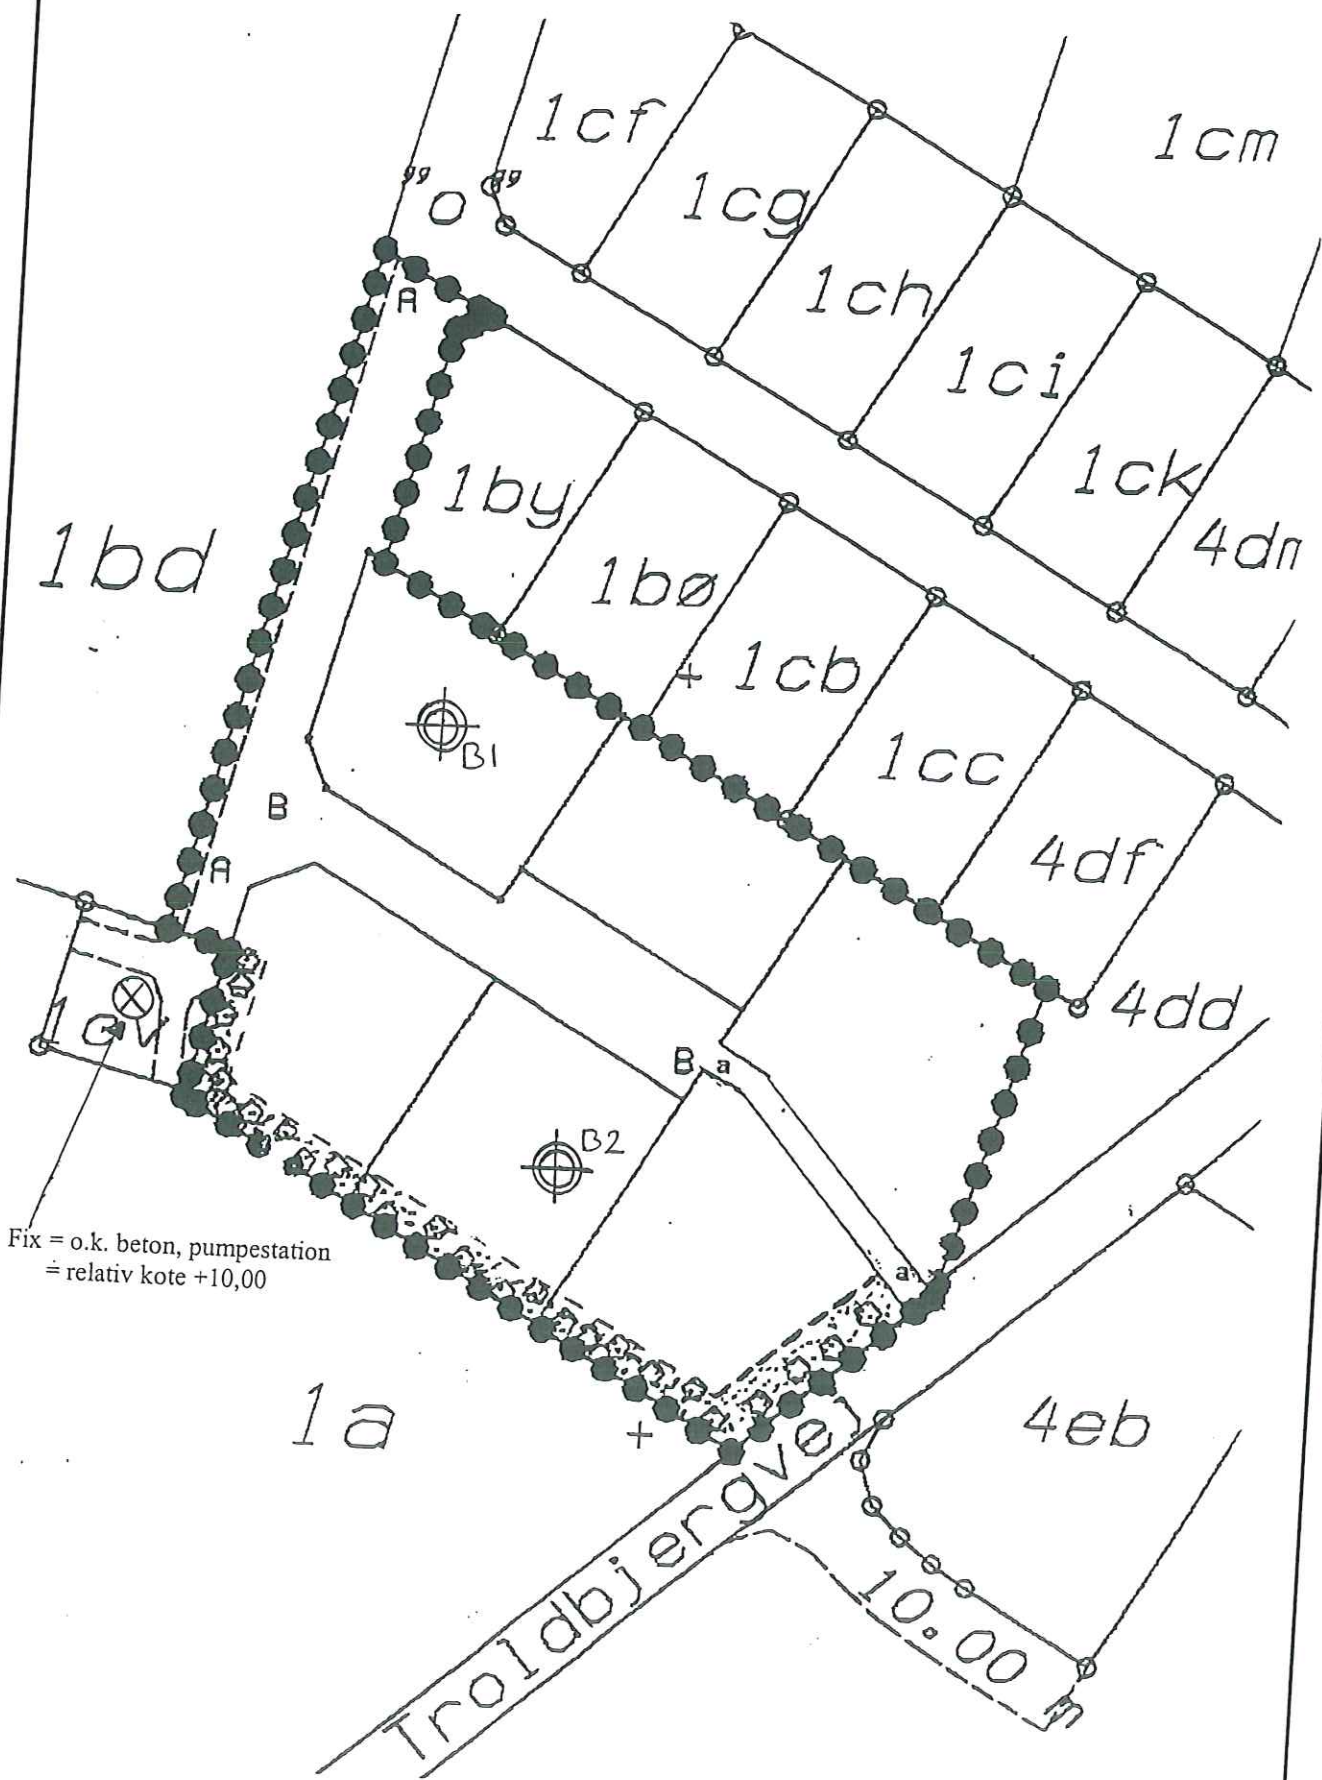 1cf
1cm
"o"
1cg
1ch
A
1ci
1ck
1by
4dn
1bd
1bø
+ 1cb
B1
1cc
B
4df
A
1cv
4dd
B a
B2
Fix = o.k. beton, pumpestation
= relativ kote +10,00
a
1a
+
4eb
Troldbjergvej
10.00 m